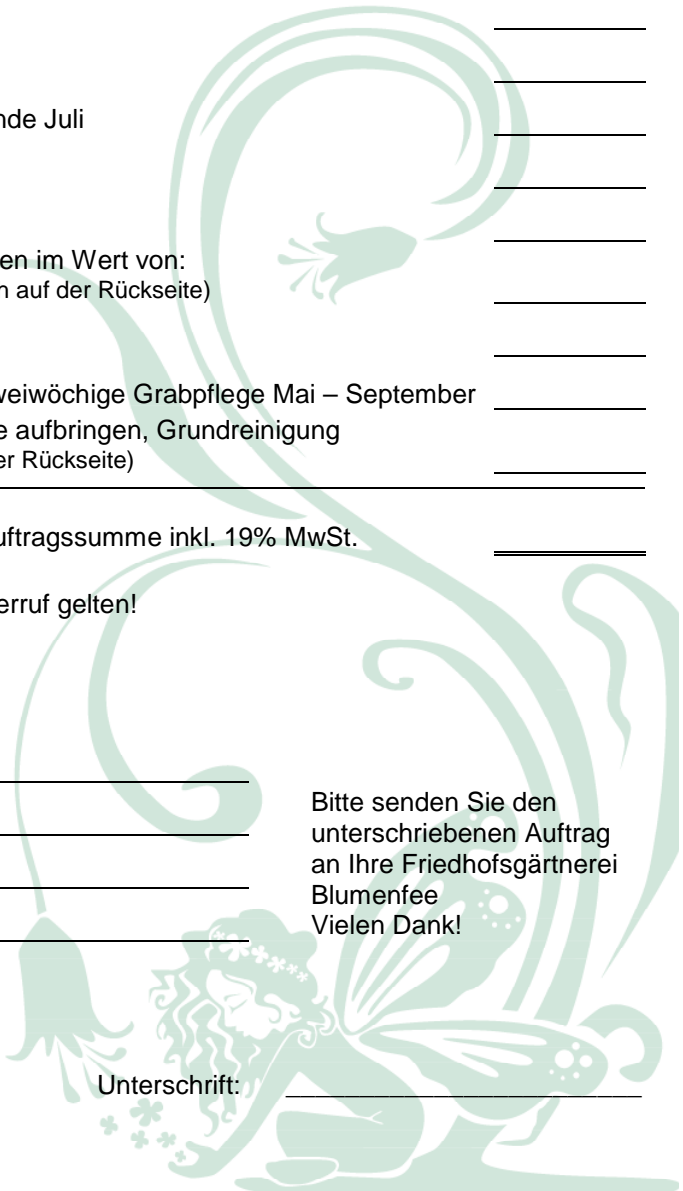 nde Juli
en im Wert von:
n auf der Rückseite)
weiwöchige Grabpflege Mai – September
e aufbringen, Grundreinigung
er Rückseite)
uftragssumme inkl. 19% MwSt.
erruf gelten!
Bitte senden Sie den
unterschriebenen Auftrag
an Ihre Friedhofsgärtnerei
Blumenfee
Vielen Dank!
Unterschrift: _________________________